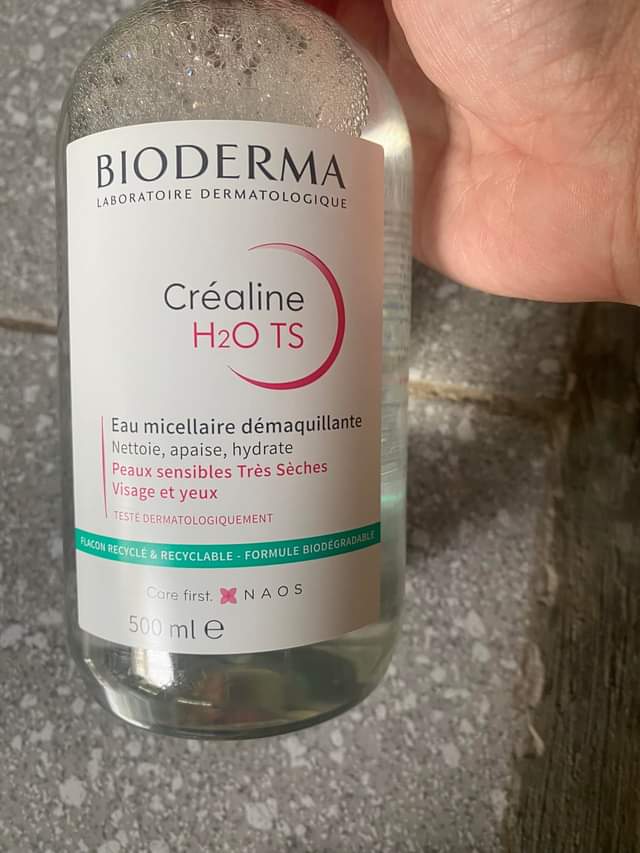 BIODERMA
LABORATOIRE DERMATOLOGIQUE
Créaline
H2O TS
Eau micellaire démaquillante
Nettoie, apaise, hydrate
Peaux sensibles Très Sèches
Visage et yeux
TESTÉ DERMATOLOGIQUEMENT
FLACON RECYCLÉ & RECYCLABLE - FORMULE BIODÉGRADABLE
Care first. NAOS
500 ml ℮